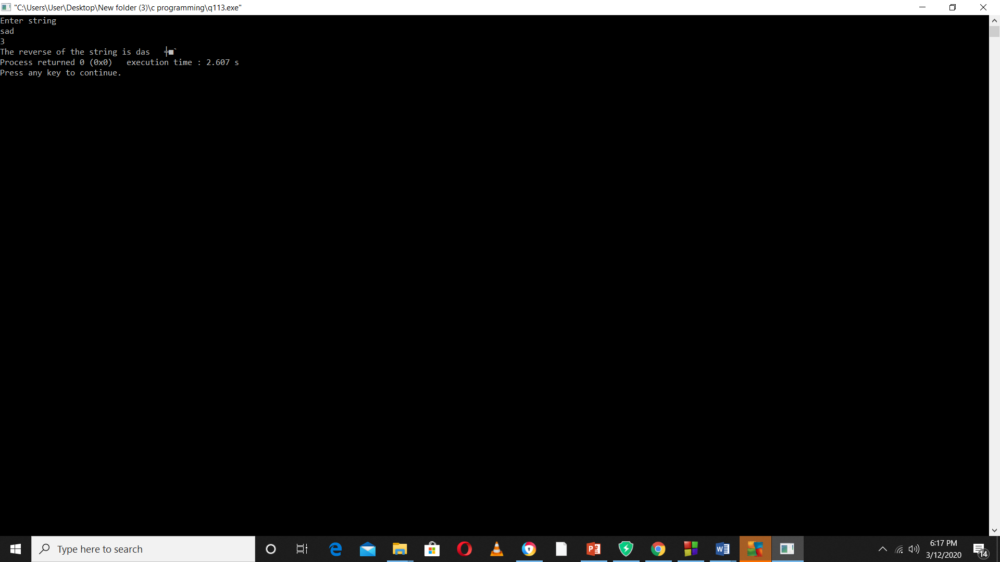 "C:\Users\User\Desktop\New folder (3)\c programming\q113.exe"
Enter string
sad
3
The reverse of the string is das   ╪■`
Process returned 0 (0x0)   execution time : 2.607 s
Press any key to continue.
Type here to search
6:17 PM
3/12/2020
14